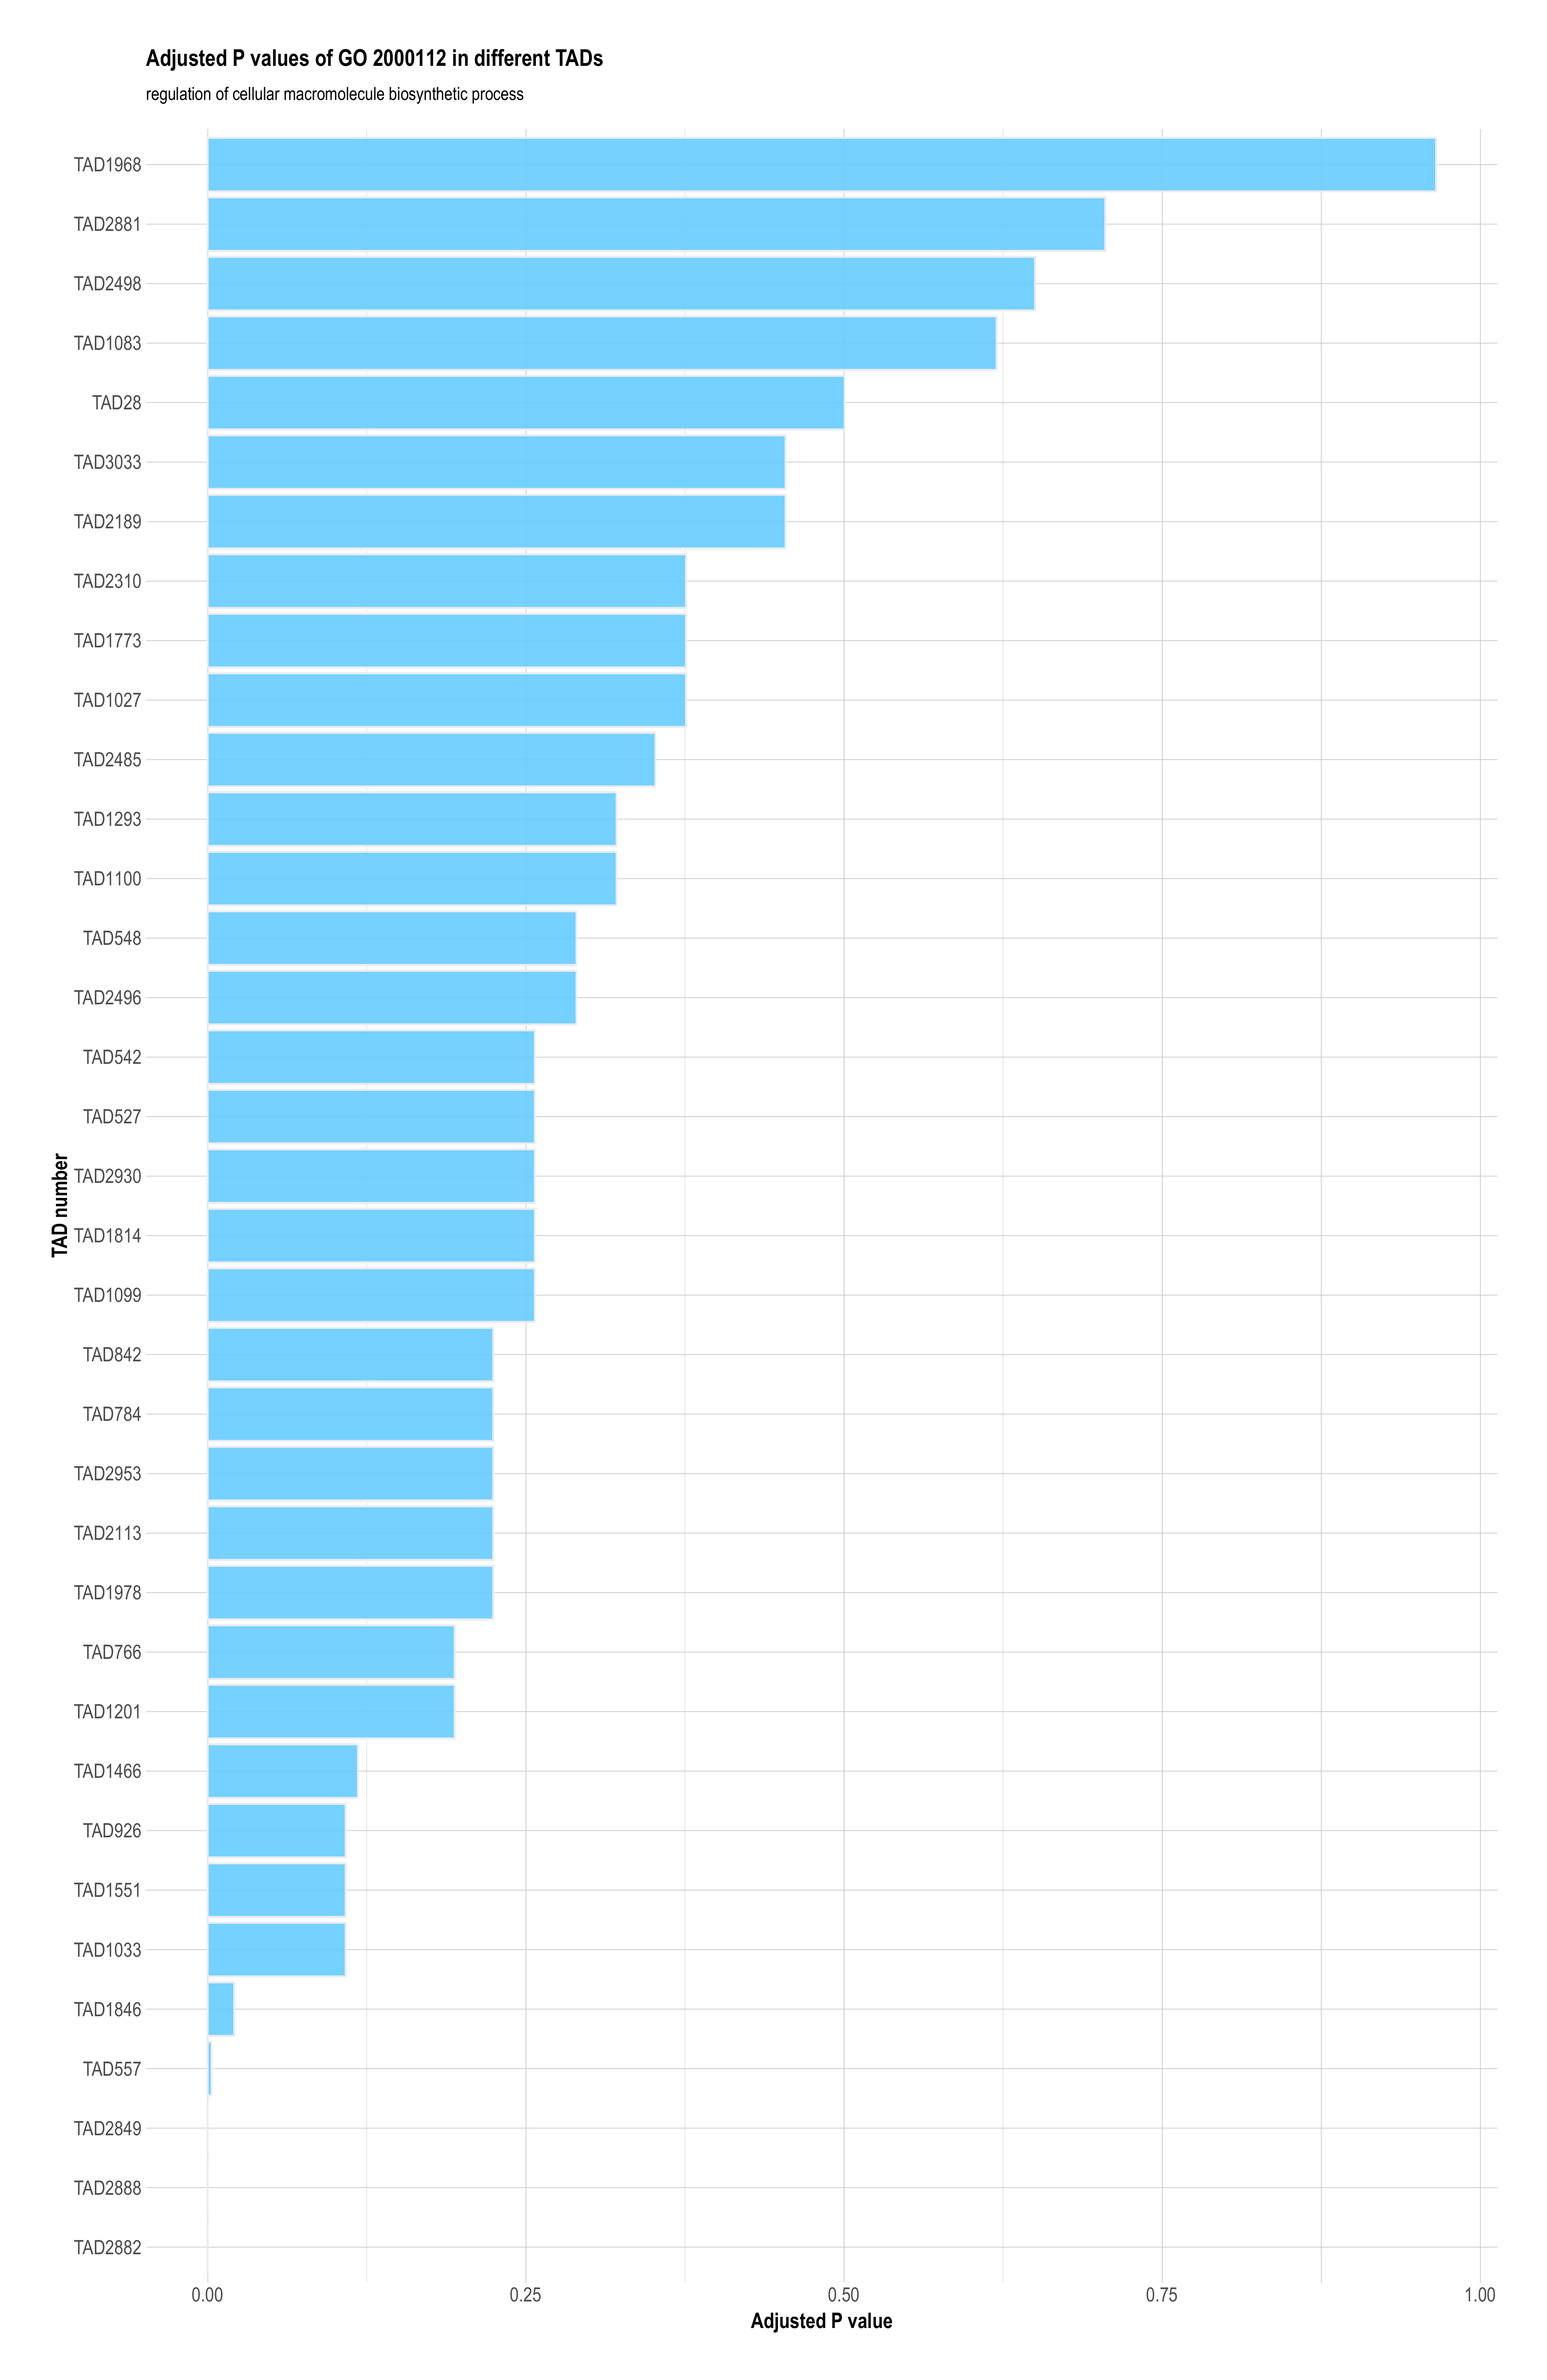 Adjusted P values of GO 2000112 in different TADs
regulation of cellular macromolecule biosynthetic process
TAD1968
TAD2881
TAD2498
TAD1083
TAD28
TAD3033
TAD2189
TAD2310
TAD1773
TAD1027
TAD2485
TAD1293
TAD1100
TAD548
TAD2496
TAD542
TAD527
TAD2930
TAD1814
TAD1099
TAD842
TAD784
TAD2953
TAD2113
TAD1978
TAD766
TAD1201
TAD1466
TAD926
TAD1551
TAD1033
TAD1846
TAD557
TAD2849
TAD2888
TAD2882
TAD number
0.00 0.25 0.50 0.75 1.00
Adjusted P value